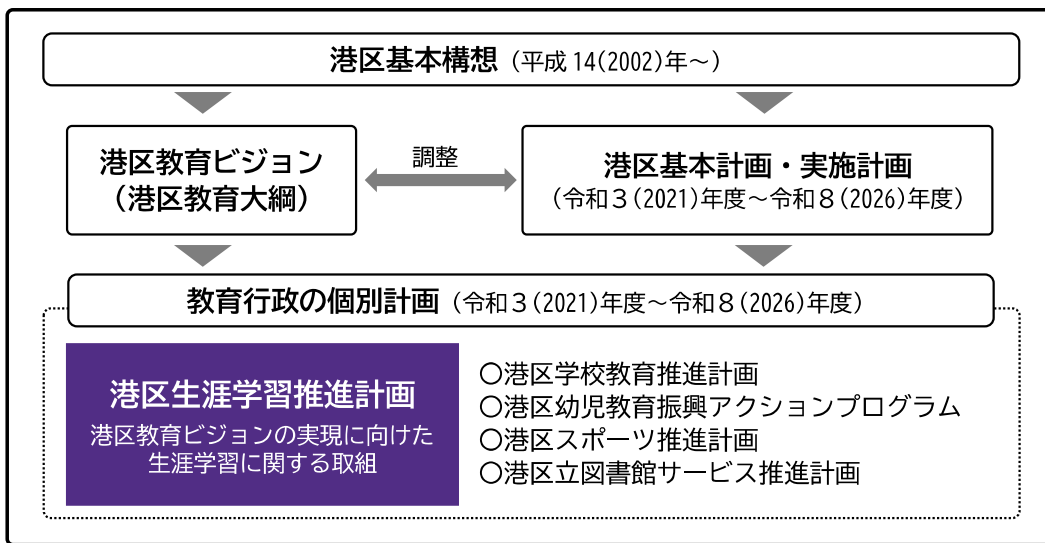 港区基本構想（平成 14(2002)年～）
港区教育ビジョン
（港区教育大綱）
調整
港区基本計画・実施計画
（令和３(2021)年度～令和８(2026)年度）
教育行政の個別計画（令和３(2021)年度～令和８(2026)年度）
港区生涯学習推進計画
港区教育ビジョンの実現に向けた
生涯学習に関する取組
〇港区学校教育推進計画
〇港区幼児教育振興アクションプログラム
〇港区スポーツ推進計画
〇港区立図書館サービス推進計画